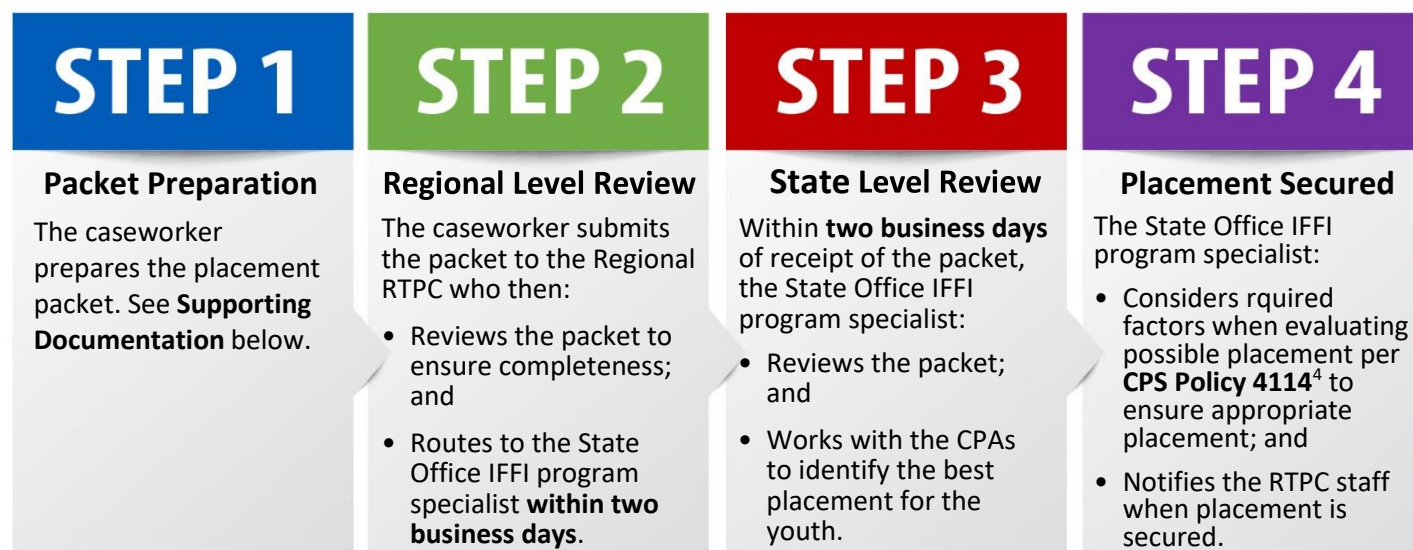 STEP 1
Packet Preparation
The caseworker
prepares the placement
packet. See Supporting
Documentation below.
STEP 2
Regional Level Review
The caseworker submits
the packet to the Regional
RTPC who then:
• Reviews the packet to
ensure completeness;
and
• Routes to the State
Office IFFI program
specialist within two
business days.
STEP 3
State Level Review
Within two business days
of receipt of the packet,
the State Office IFFI
program specialist:
• Reviews the packet;
and
• Works with the CPAs
to identify the best
placement for the
youth.
STEP 4
Placement Secured
The State Office IFFI
program specialist:
• Considers rquired
factors when evaluating
possible placement per
CPS Policy 4114⁴ to
ensure appropriate
placement; and
• Notifies the RTPC staff
when placement is
secured.